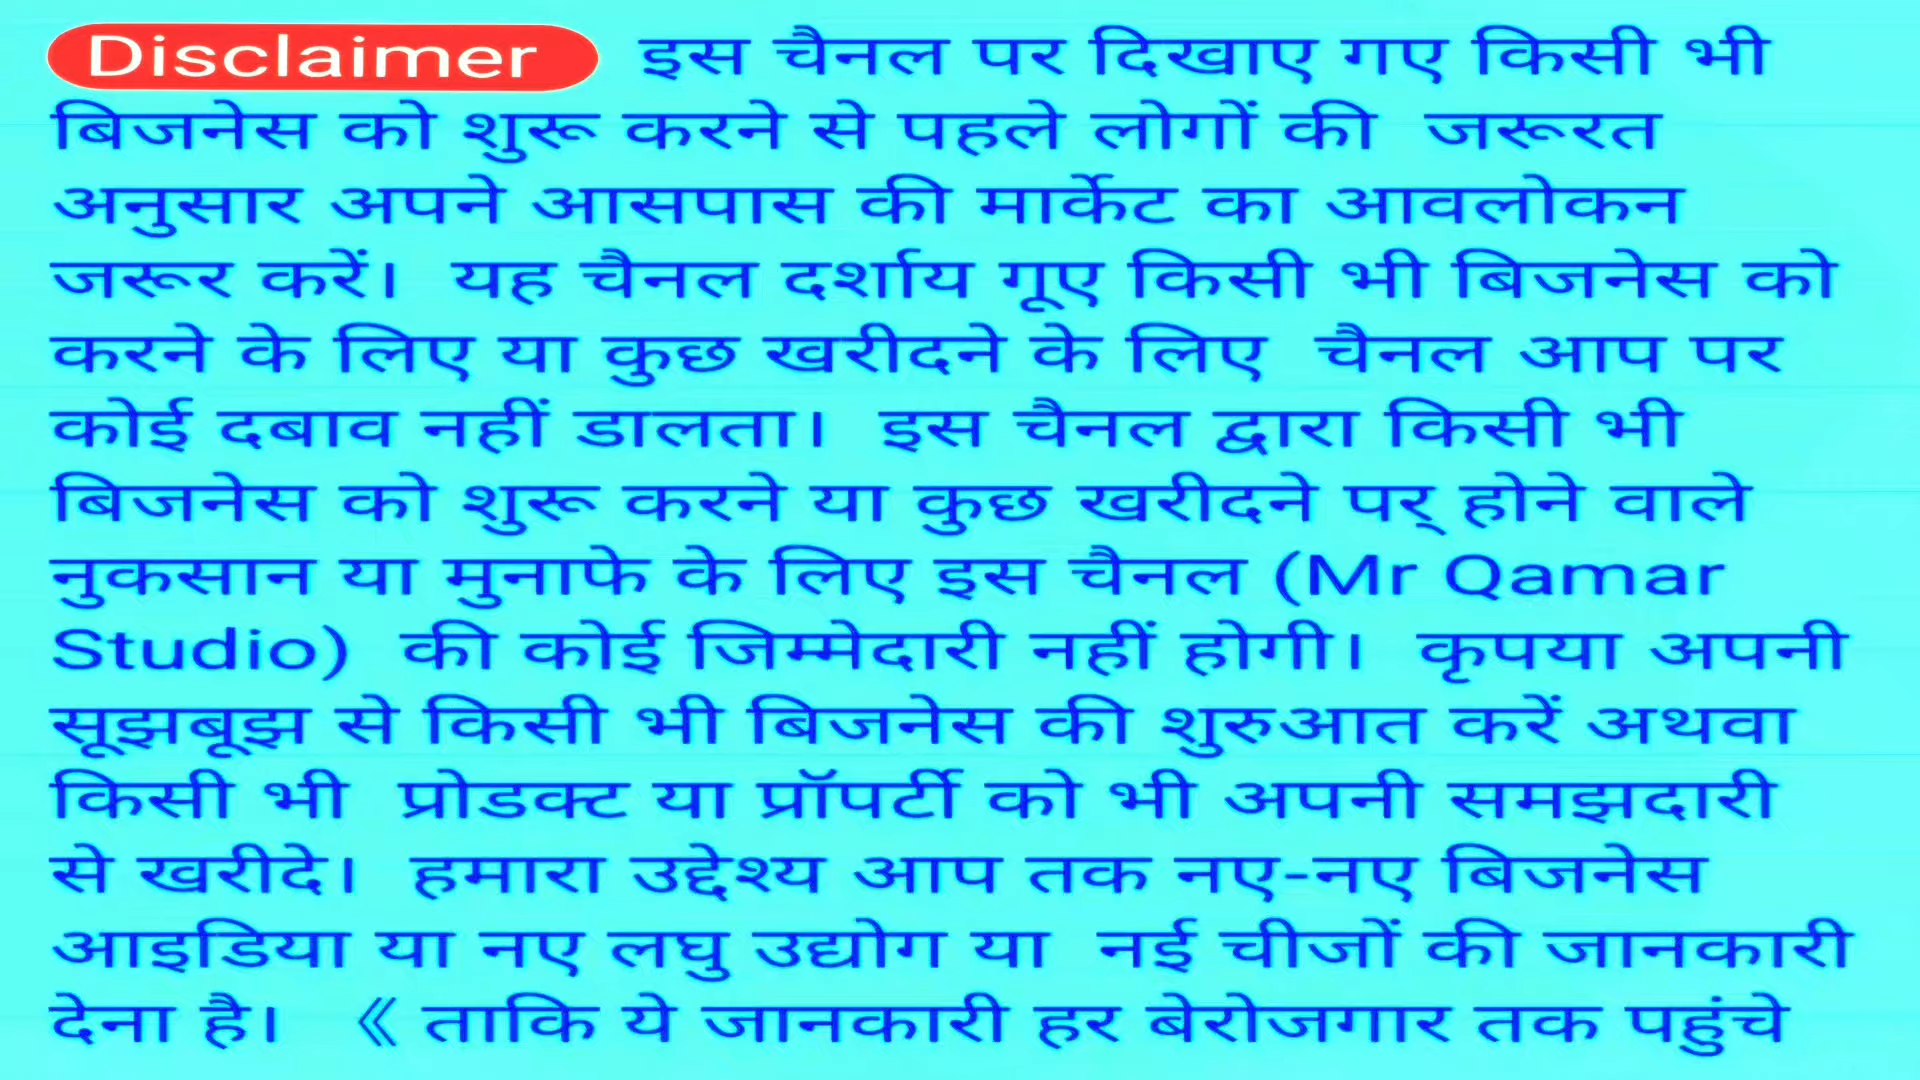 Disclaimer इस चैनल पर दिखाए गए किसी भी
बिजनेस को शुरू करने से पहले लोगों की जरूरत
अनुसार अपने आसपास की मार्केट का आवलोकन
जरूर करें। यह चैनल दर्शाय गूए किसी भी बिजनेस को
करने के लिए या कुछ खरीदने के लिए चैनल आप पर
कोई दबाव नहीं डालता। इस चैनल द्वारा किसी भी
बिजनेस को शुरू करने या कुछ खरीदने पर् होने वाले
नुकसान या मुनाफे के लिए इस चैनल (Mr Qamar
Studio) की कोई जिम्मेदारी नहीं होगी। कृपया अपनी
सूझबूझ से किसी भी बिजनेस की शुरुआत करें अथवा
किसी भी प्रोडक्ट या प्रॉपर्टी को भी अपनी समझदारी
से खरीदे। हमारा उद्देश्य आप तक नए-नए बिजनेस
आइडिया या नए लघु उद्योग या नई चीजों की जानकारी
देना है। 《 ताकि ये जानकारी हर बेरोजगार तक पहुंचे